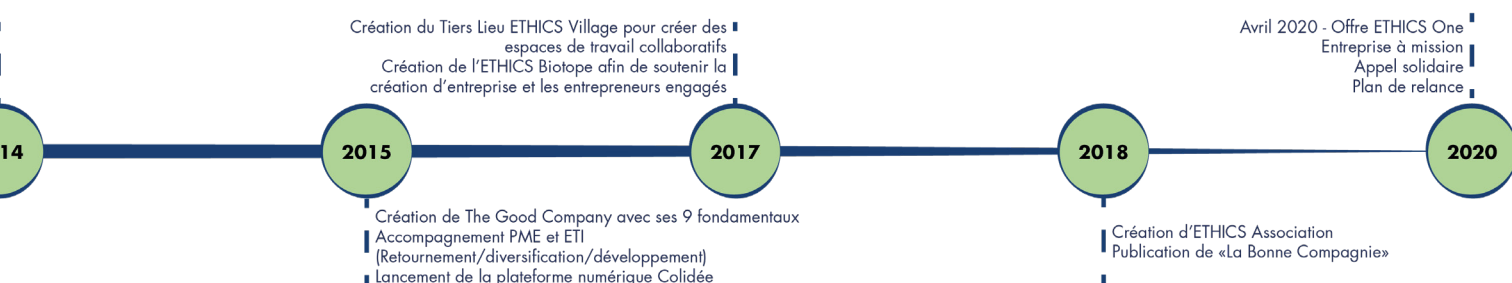 Création du Tiers Lieu ETHICS Village pour créer des
espaces de travail collaboratifs
Création de l'ETHICS Biotope afin de soutenir la
création d'entreprise et les entrepreneurs engagés
Avril 2020 - Offre ETHICS One
Entreprise à mission
Appel solidaire
Plan de relance
14
2015
2017
2018
2020
Création de The Good Company avec ses 9 fondamentaux
Accompagnement PME et ETI
(Retournement/diversification/développement)
Lancement de la plateforme numérique Colidée
Création d'ETHICS Association
Publication de «La Bonne Compagnie»